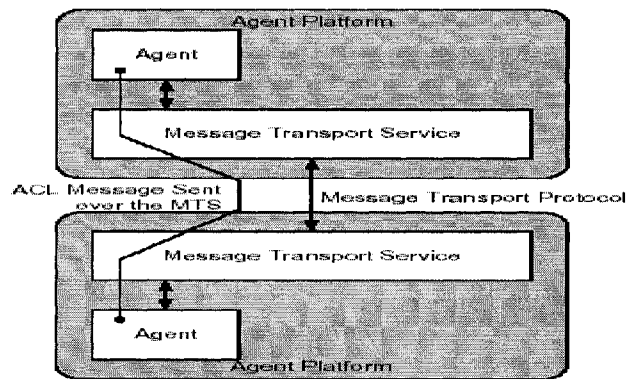 Agent Platform
Agent
Message Transport Service
ACL Message Sent
over the MTS
Message Transport Protocol
Message Transport Service
Agent
Agent Platform